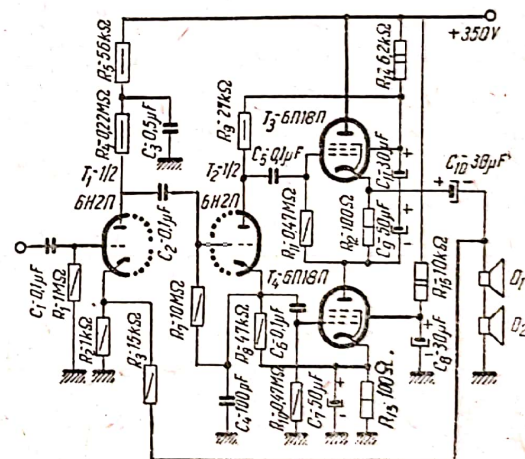 +350V
R₅-56kΩ
R₄-0,22MΩ
C₃-0,5μF
R₉-27kΩ
R₁₄-6,2kΩ
T₁-1/2
6Н2П
T₂-1/2
6Н2П
T₃-6П18П
C₅-0,1μF
C₁₁-30μF
C₁₀-30μF
C₂-0,1μF
R₁₁-0,47MΩ
R₁₂-100Ω
C₉-50μF
T₄-6П18П
C₁-0,1μF
R₁-1MΩ
R₂-1kΩ
R₃-15kΩ
R₇-10MΩ
R₈-47kΩ
C₆-0,1μF
C₄-100pF
R₁₁-0,47MΩ
C₇-50μF
R₁₃-100Ω
R₁₅-10kΩ
C₈-30μF
D₁
D₂